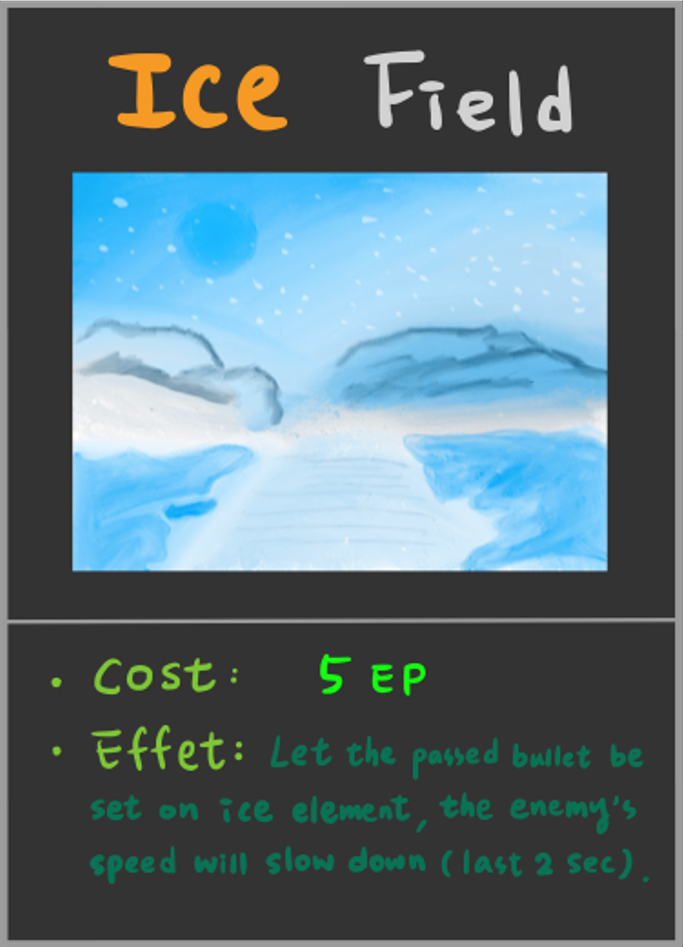 Ice Field
• Cost: 5 EP
• Effet: Let the passed bullet be
set on ice element, the enemy's
speed will slow down (last 2 sec).